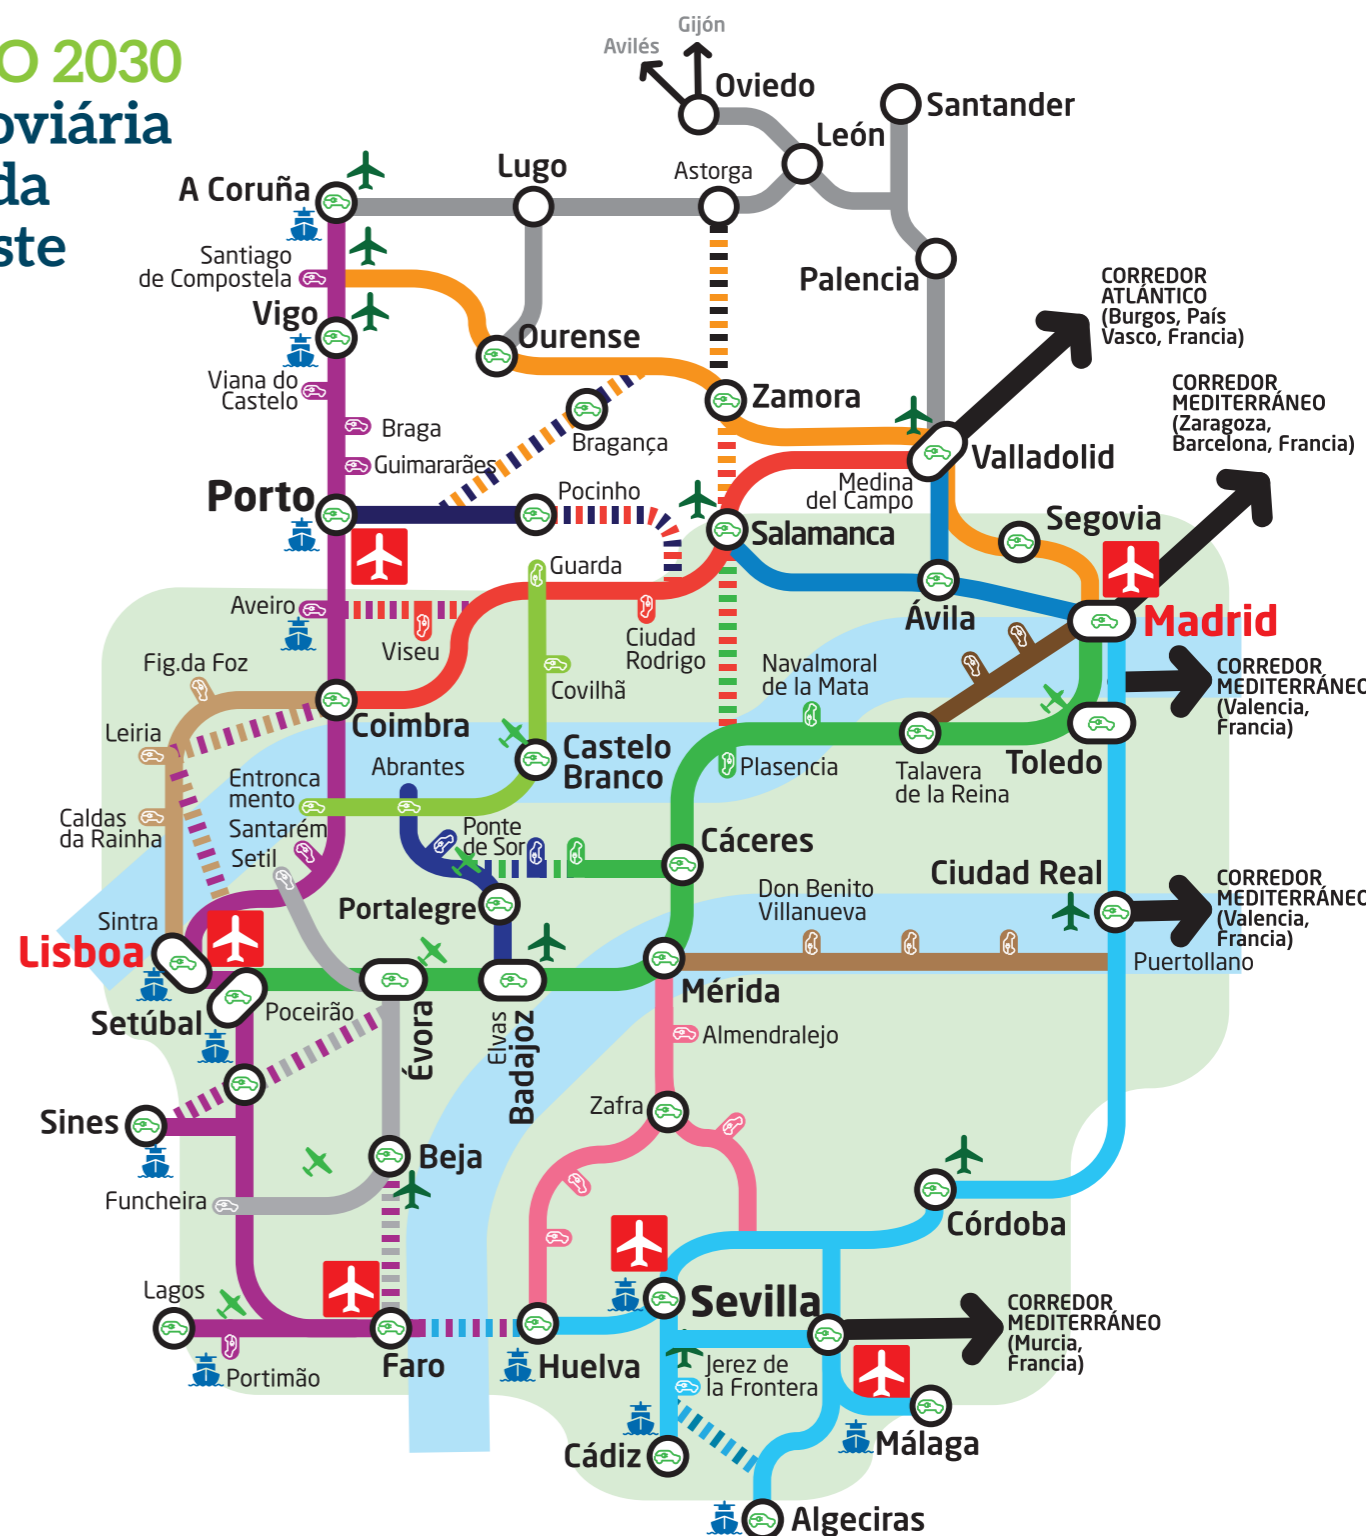 O 2030
oviária
da
ste
Gijón
Avilés
Oviedo
Santander
León
Lugo
Astorga
A Coruña
Santiago
de Compostela
Palencia
CORREDOR
ATLÁNTICO
(Burgos, País
Vasco, Francia)
Vigo
Ourense
Viana do
Castelo
CORREDOR
MEDITERRÁNEO
(Zaragoza,
Barcelona, Francia)
Zamora
Braga
Bragança
Guimararães
Valladolid
Medina
del Campo
Porto
Pocinho
Salamanca
Segovia
Guarda
Aveiro
Ávila
Madrid
Viseu
Ciudad
Rodrigo
Fig.da Foz
Covilhã
Navalmoral
de la Mata
CORREDOR
MEDITERRÁNEO
(Valencia,
Francia)
Leiria
Coimbra
Castelo
Branco
Abrantes
Toledo
Plasencia
Talavera
de la Reina
Entronca
mento
Caldas
da Rainha
Santarém
Setil
Ponte
de Sor
Cáceres
Ciudad Real
CORREDOR
MEDITERRÁNEO
(Valencia,
Francia)
Don Benito
Villanueva
Portalegre
Sintra
Lisboa
Puertollano
Mérida
Setúbal
Poceirão
Évora
Elvas
Badajoz
Almendralejo
Zafra
Sines
Beja
Funcheira
Córdoba
Lagos
Sevilla
CORREDOR
MEDITERRÁNEO
(Murcia,
Francia)
Faro
Huelva
Portimão
Jerez de
la Frontera
Cádiz
Málaga
Algeciras